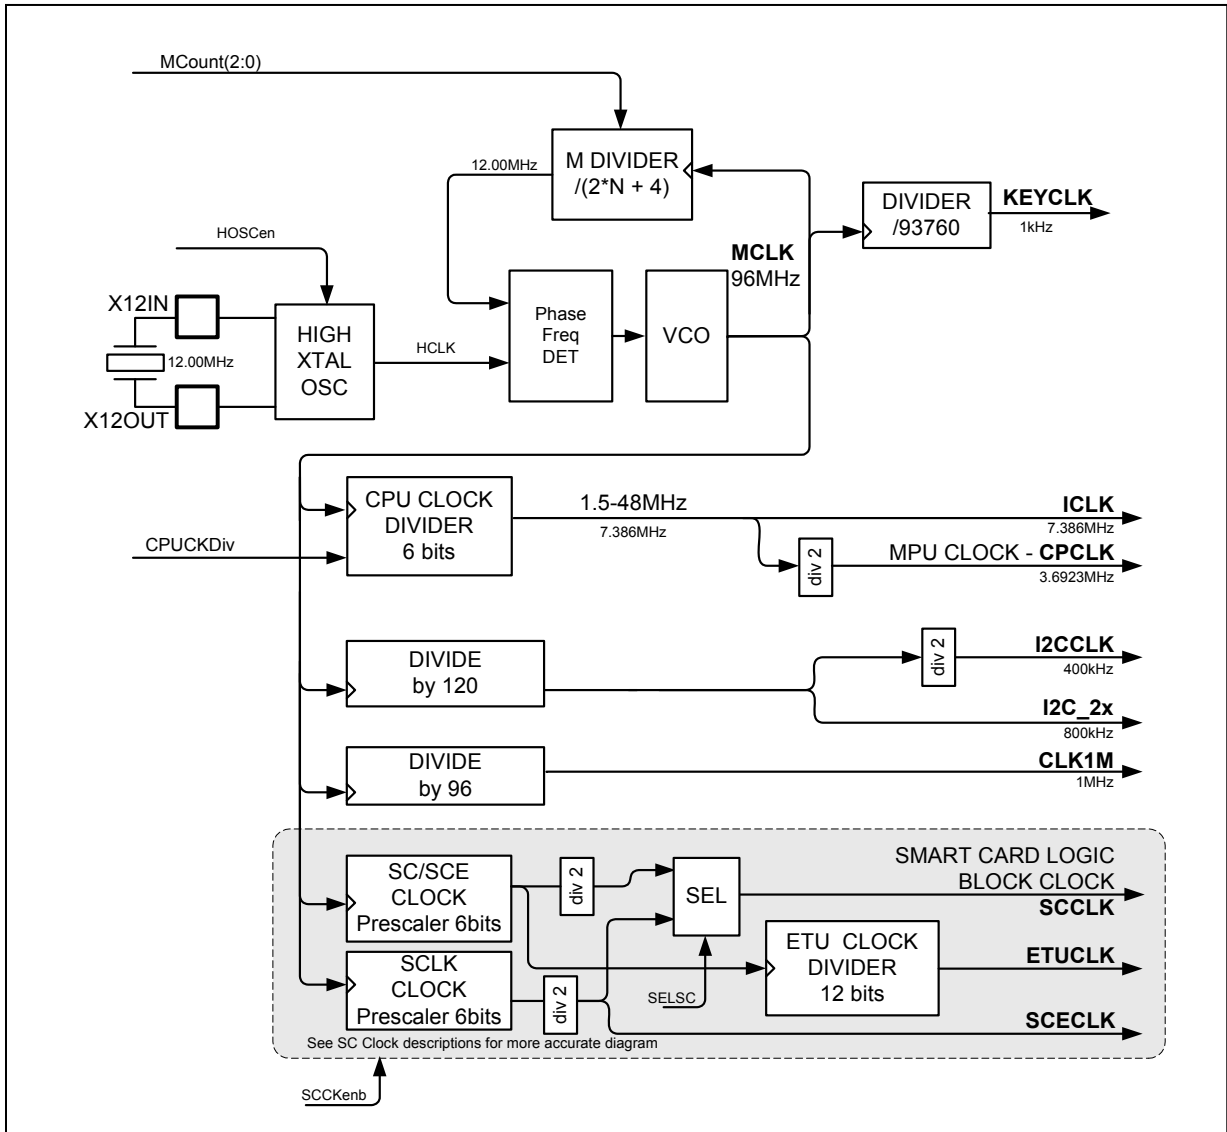 MCount(2:0)
M DIVIDER
/(2*N + 4)
12.00MHz
DIVIDER
/93760
KEYCLK
1kHz
HOSCen
MCLK
96MHz
X12IN
12.00MHz
X12OUT
HIGH
XTAL
OSC
HCLK
Phase
Freq
DET
VCO
CPU CLOCK
DIVIDER
6 bits
CPUCKDiv
1.5-48MHz
7.386MHz
ICLK
7.386MHz
div 2
MPU CLOCK - CPCLK
3.6923MHz
DIVIDE
by 120
div 2
I2CCLK
400kHz
I2C_2x
800kHz
DIVIDE
by 96
CLK1M
1MHz
SC/SCE
CLOCK
Prescaler 6bits
div 2
SEL
SMART CARD LOGIC
BLOCK CLOCK
SCCLK
SCLK
CLOCK
Prescaler 6bits
div 2
SELSC
ETU CLOCK
DIVIDER
12 bits
ETUCLK
SCECLK
See SC Clock descriptions for more accurate diagram
SCCKenb